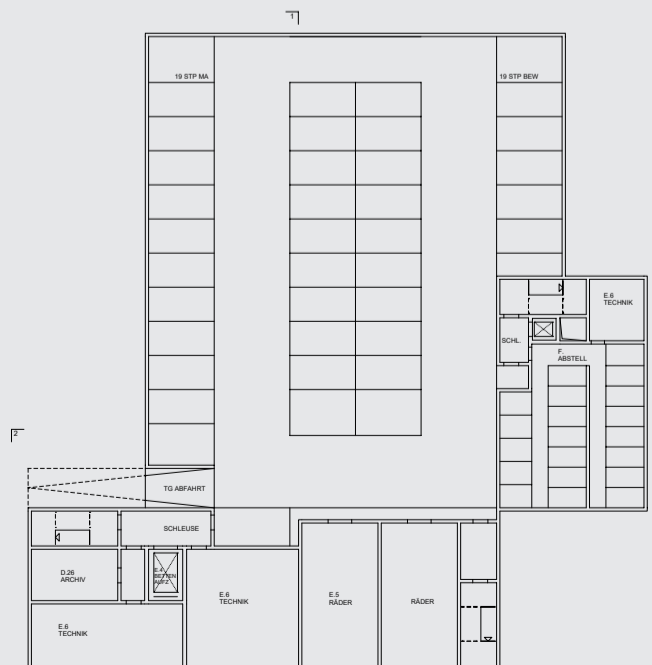 1
19 STP MA
19 STP BEW
E.6
TECHNIK
SCHL.
F.
ABSTELL
2
TG ABFAHRT
SCHLEUSE
D.26
ARCHIV
E.4
BETTEN
AUFZ.
E.6
TECHNIK
E.5
RÄDER
RÄDER
E.6
TECHNIK